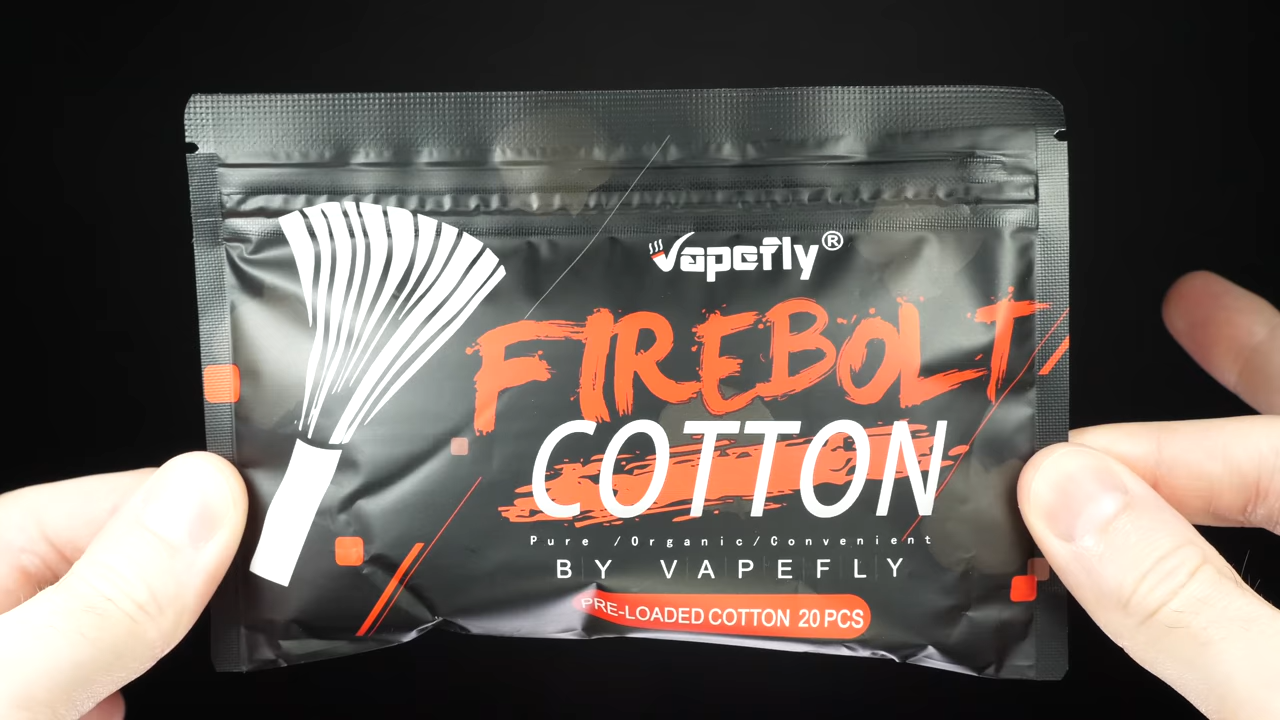 Vapefly®
FIREBOLT
COTTON
Pure /Organic/Convenient
BY VAPEFLY
PRE-LOADED COTTON 20 PCS